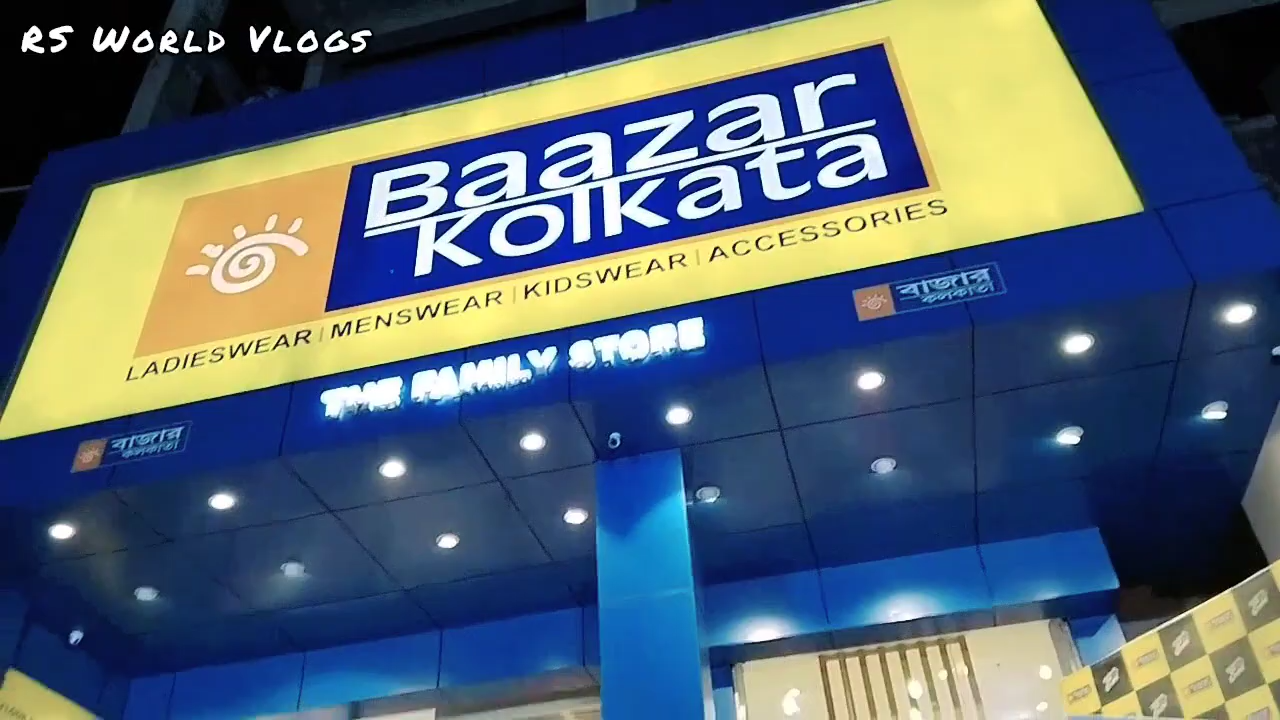 RS WORLD VLOGS
Baazar
Kolkata
LADIESWEAR | MENSWEAR | KIDSWEAR | ACCESSORIES
THE FAMILY STORE
বাজার
কলকাতা
বাজার
কলকাতা